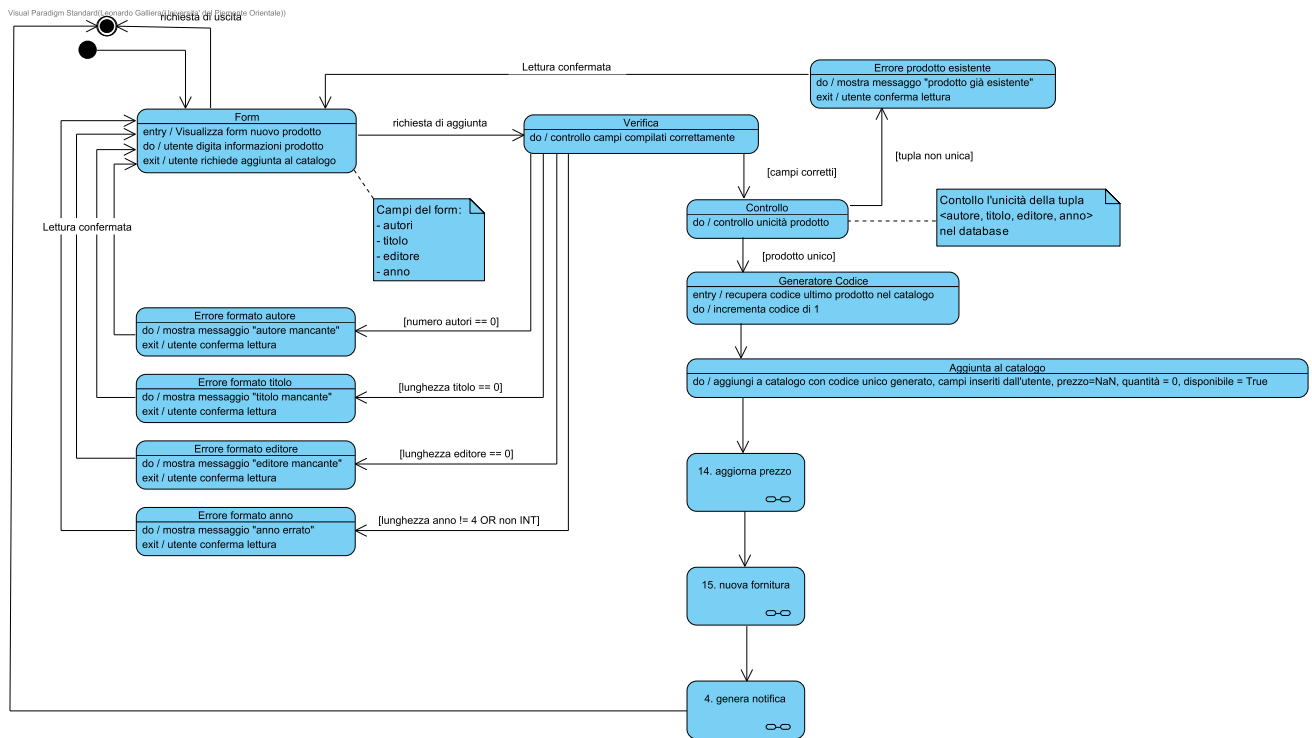 Visual Paradigm Standard(Leonardo Galliera(Universita' del Piemonte Orientale))
richiesta di uscita
Lettura confermata
Errore prodotto esistente
do / mostra messaggo "prodotto già esistente"
exit / utente conferma lettura
Form
entry / Visualizza form nuovo prodotto
do / utente digita informazioni prodotto
exit / utente richiede aggiunta al catalogo
richiesta di aggiunta
Verifica
do / controllo campi compilati correttamente
[tupla non unica]
[campi corretti]
Campi del form:
- autori
- titolo
- editore
- anno
Controllo
do / controllo unicità prodotto
Contollo l'unicità della tupla
<autore, titolo, editore, anno>
nel database
Lettura confermata
[prodotto unico]
Generatore Codice
entry / recupera codice ultimo prodotto nel catalogo
do / incrementa codice di 1
Errore formato autore
do / mostra messaggio "autore mancante"
exit / utente conferma lettura
[numero autori == 0]
Aggiunta al catalogo
do / aggiungi a catalogo con codice unico generato, campi inseriti dall'utente, prezzo=NaN, quantità = 0, disponibile = True
Errore formato titolo
do / mostra messaggio "titolo mancante"
exit / utente conferma lettura
[lunghezza titolo == 0]
Errore formato editore
do / mostra messaggio "editore mancante"
exit / utente conferma lettura
[lunghezza editore == 0]
14. aggiorna prezzo
Errore formato anno
do / mostra messaggio "anno errato"
exit / utente conferma lettura
[lunghezza anno != 4 OR non INT]
15. nuova fornitura
4. genera notifica